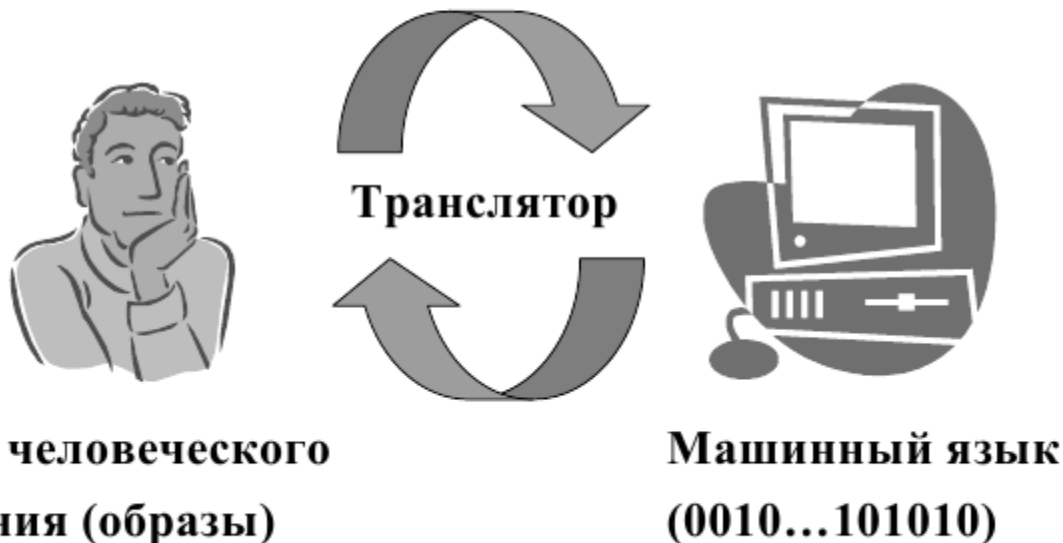 Транслятор
человеческого
ния (образы)
Машинный язык
(0010...101010)